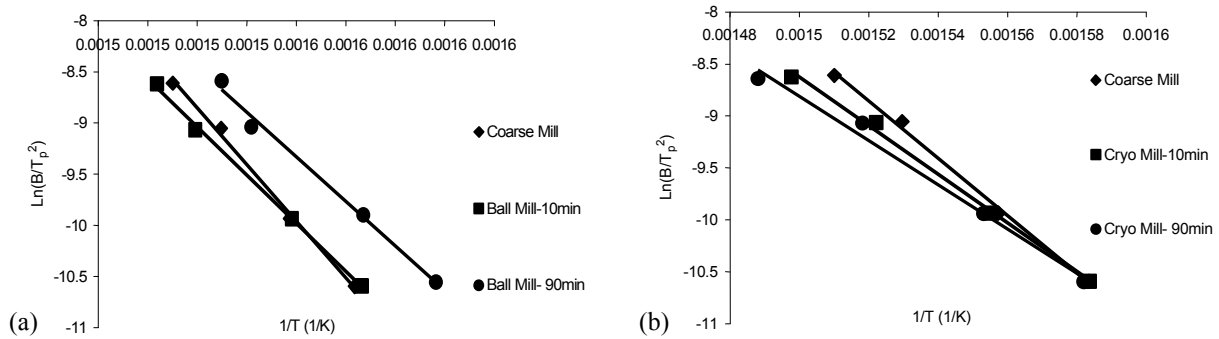 -8
0.0015 0.0015 0.0015 0.0015 0.0016 0.0016 0.0016 0.0016 0.0016
-8.5
-9
-9.5
-10
-10.5
-11
Ln(B/Tp²)
1/T (1/K)
Coarse Mill
Ball Mill-10min
Ball Mill- 90min
(a)
-8
0.00148 0.0015 0.00152 0.00154 0.00156 0.00158 0.0016
-8.5
-9
-9.5
-10
-10.5
-11
Ln(B/Tp²)
1/T (1/K)
Coarse Mill
Cryo Mill-10min
Cryo Mill- 90min
(b)